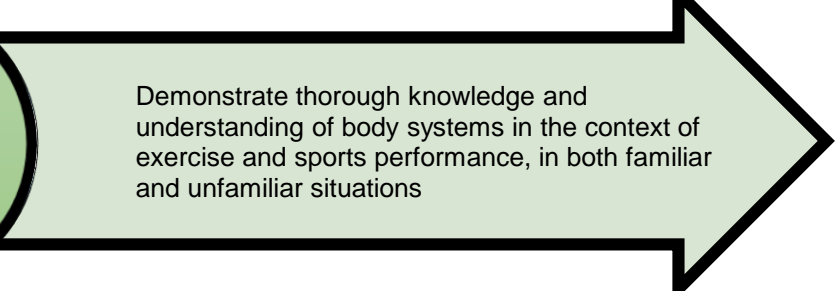 Demonstrate thorough knowledge and
understanding of body systems in the context of
exercise and sports performance, in both familiar
and unfamiliar situations